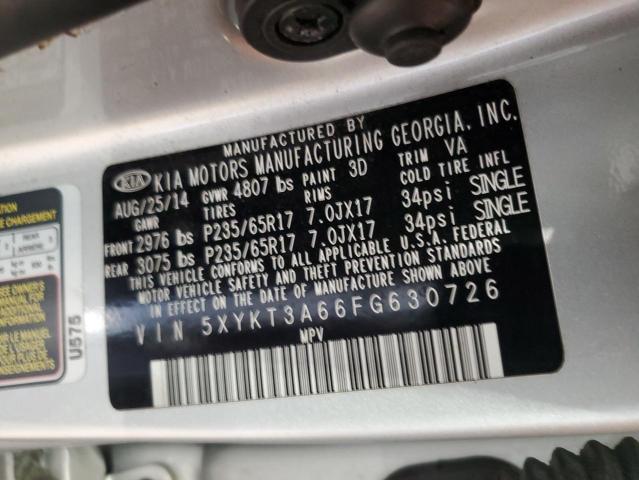 MANUFACTURED BY
KIA KIA MOTORS MANUFACTURING GEORGIA, INC.
AUG/25/14 GVWR 4807 lbs PAINT 3D TRIM VA
GAWR TIRES RIMS COLD TIRE INFL
FRONT 2976 lbs P235/65R17 7.0JX17 34psi SINGLE
REAR 3075 lbs P235/65R17 7.0JX17 34psi SINGLE
THIS VEHICLE CONFORMS TO ALL APPLICABLE U.S.A. FEDERAL
MOTOR VEHICLE SAFETY AND THEFT PREVENTION STANDARDS
IN EFFECT ON THE DATE OF MANUFACTURE SHOWN ABOVE
VIN 5XYKT3A66FG630726
MPV
CHARGEMENT
U575